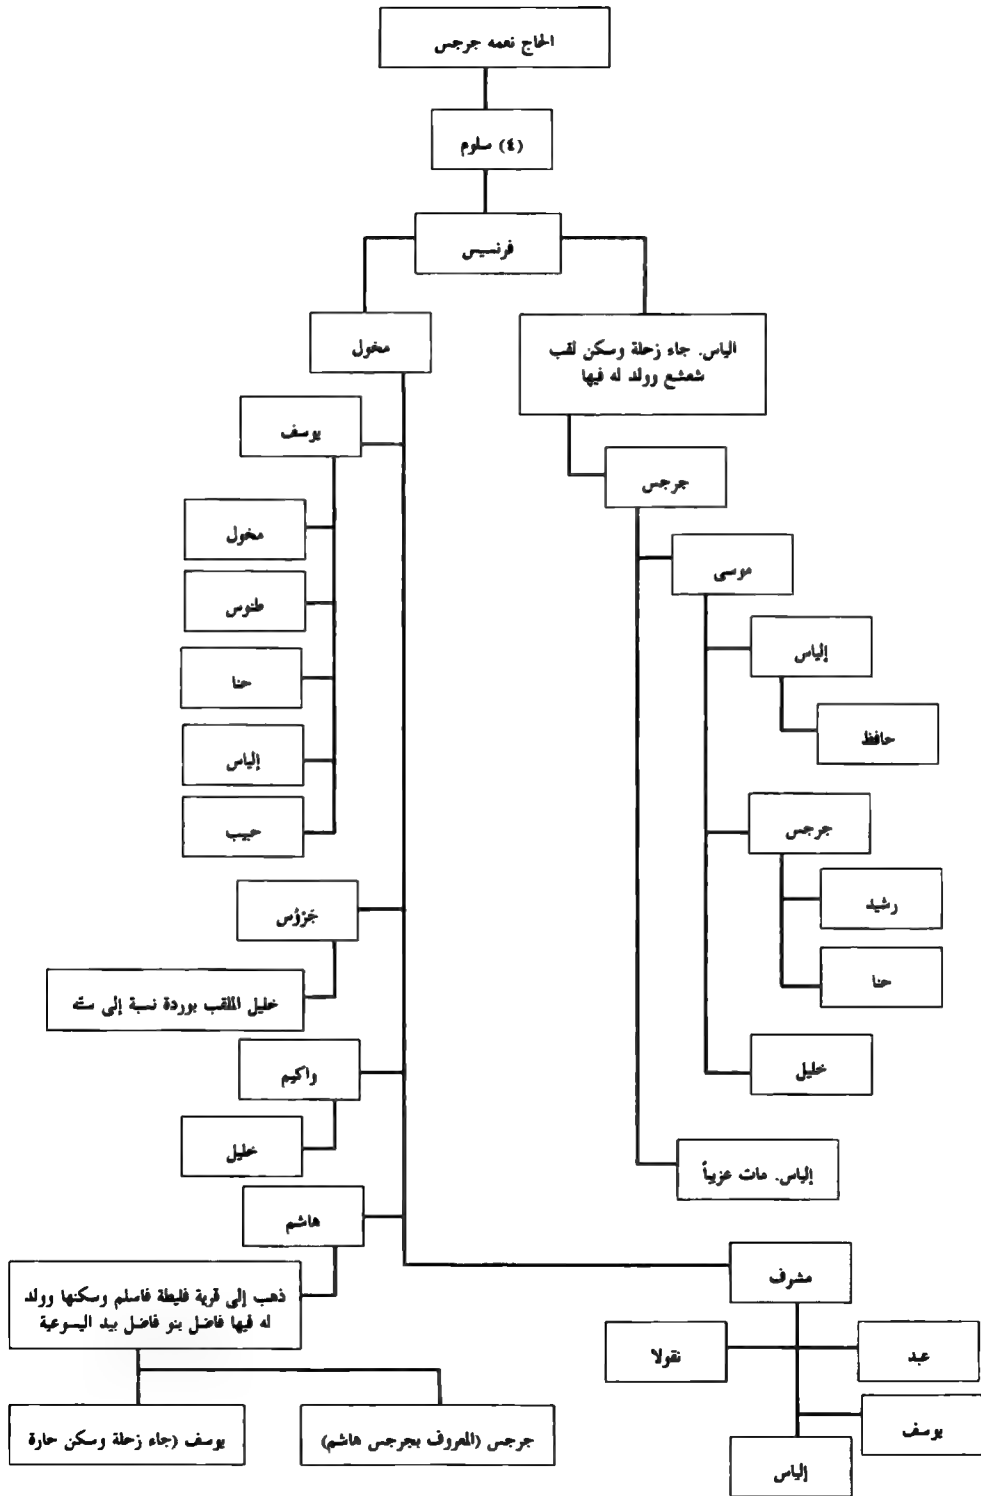 الحاج نعمه جرجس
(٤) سلوم
فرنسيس
الياس. جاء زحلة وسكن لقب
شعشع وولد له فيها
جرجس
موسى
إلياس
حافظ
جرجس
رشيد
حنا
خليل
إلياس. مات عزيباً
مخول
يوسف
مخول
طنوس
حنا
إلياس
حبيب
جَرْؤس
خليل الملقب بوردة نسبة إلى ستّه
واكيم
خليل
هاشم
ذهب إلى قرية فليطة فاسلم وسكنها وولد
له فيها فاضل بنو فاضل بيد اليسوعية
جرجس (المعروف بجرجس هاشم)
يوسف (جاء زحلة وسكن حارة
مشرف
عبد
نقولا
يوسف
إلياس